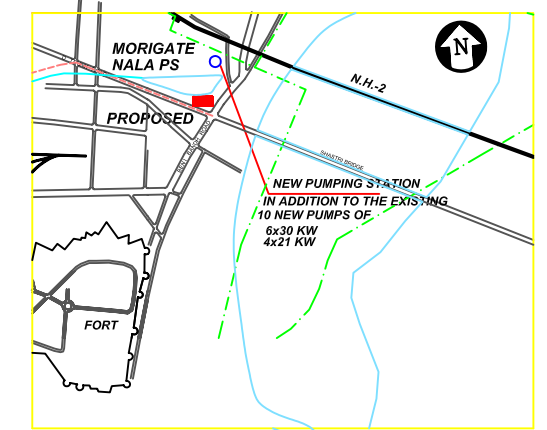 N
MORIGATE
NALA PS
N.H.-2
PROPOSED
SHASTRI BRIDGE
NEW PUMPING STATION
IN ADDITION TO THE EXISTING
10 NEW PUMPS OF
6x30 KW
4x21 KW
FORT